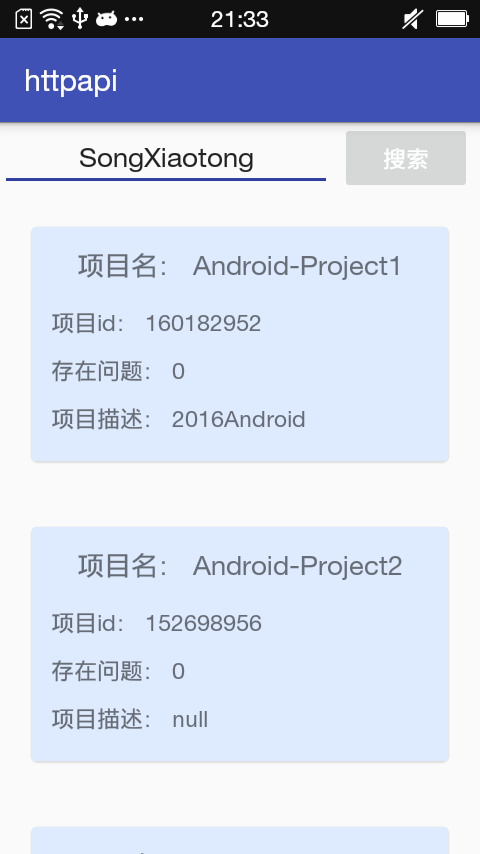 21:33
httpapi
SongXiaotong 搜索
项目名： Android-Project1
项目id： 160182952
存在问题： 0
项目描述： 2016Android
项目名： Android-Project2
项目id： 152698956
存在问题： 0
项目描述： null